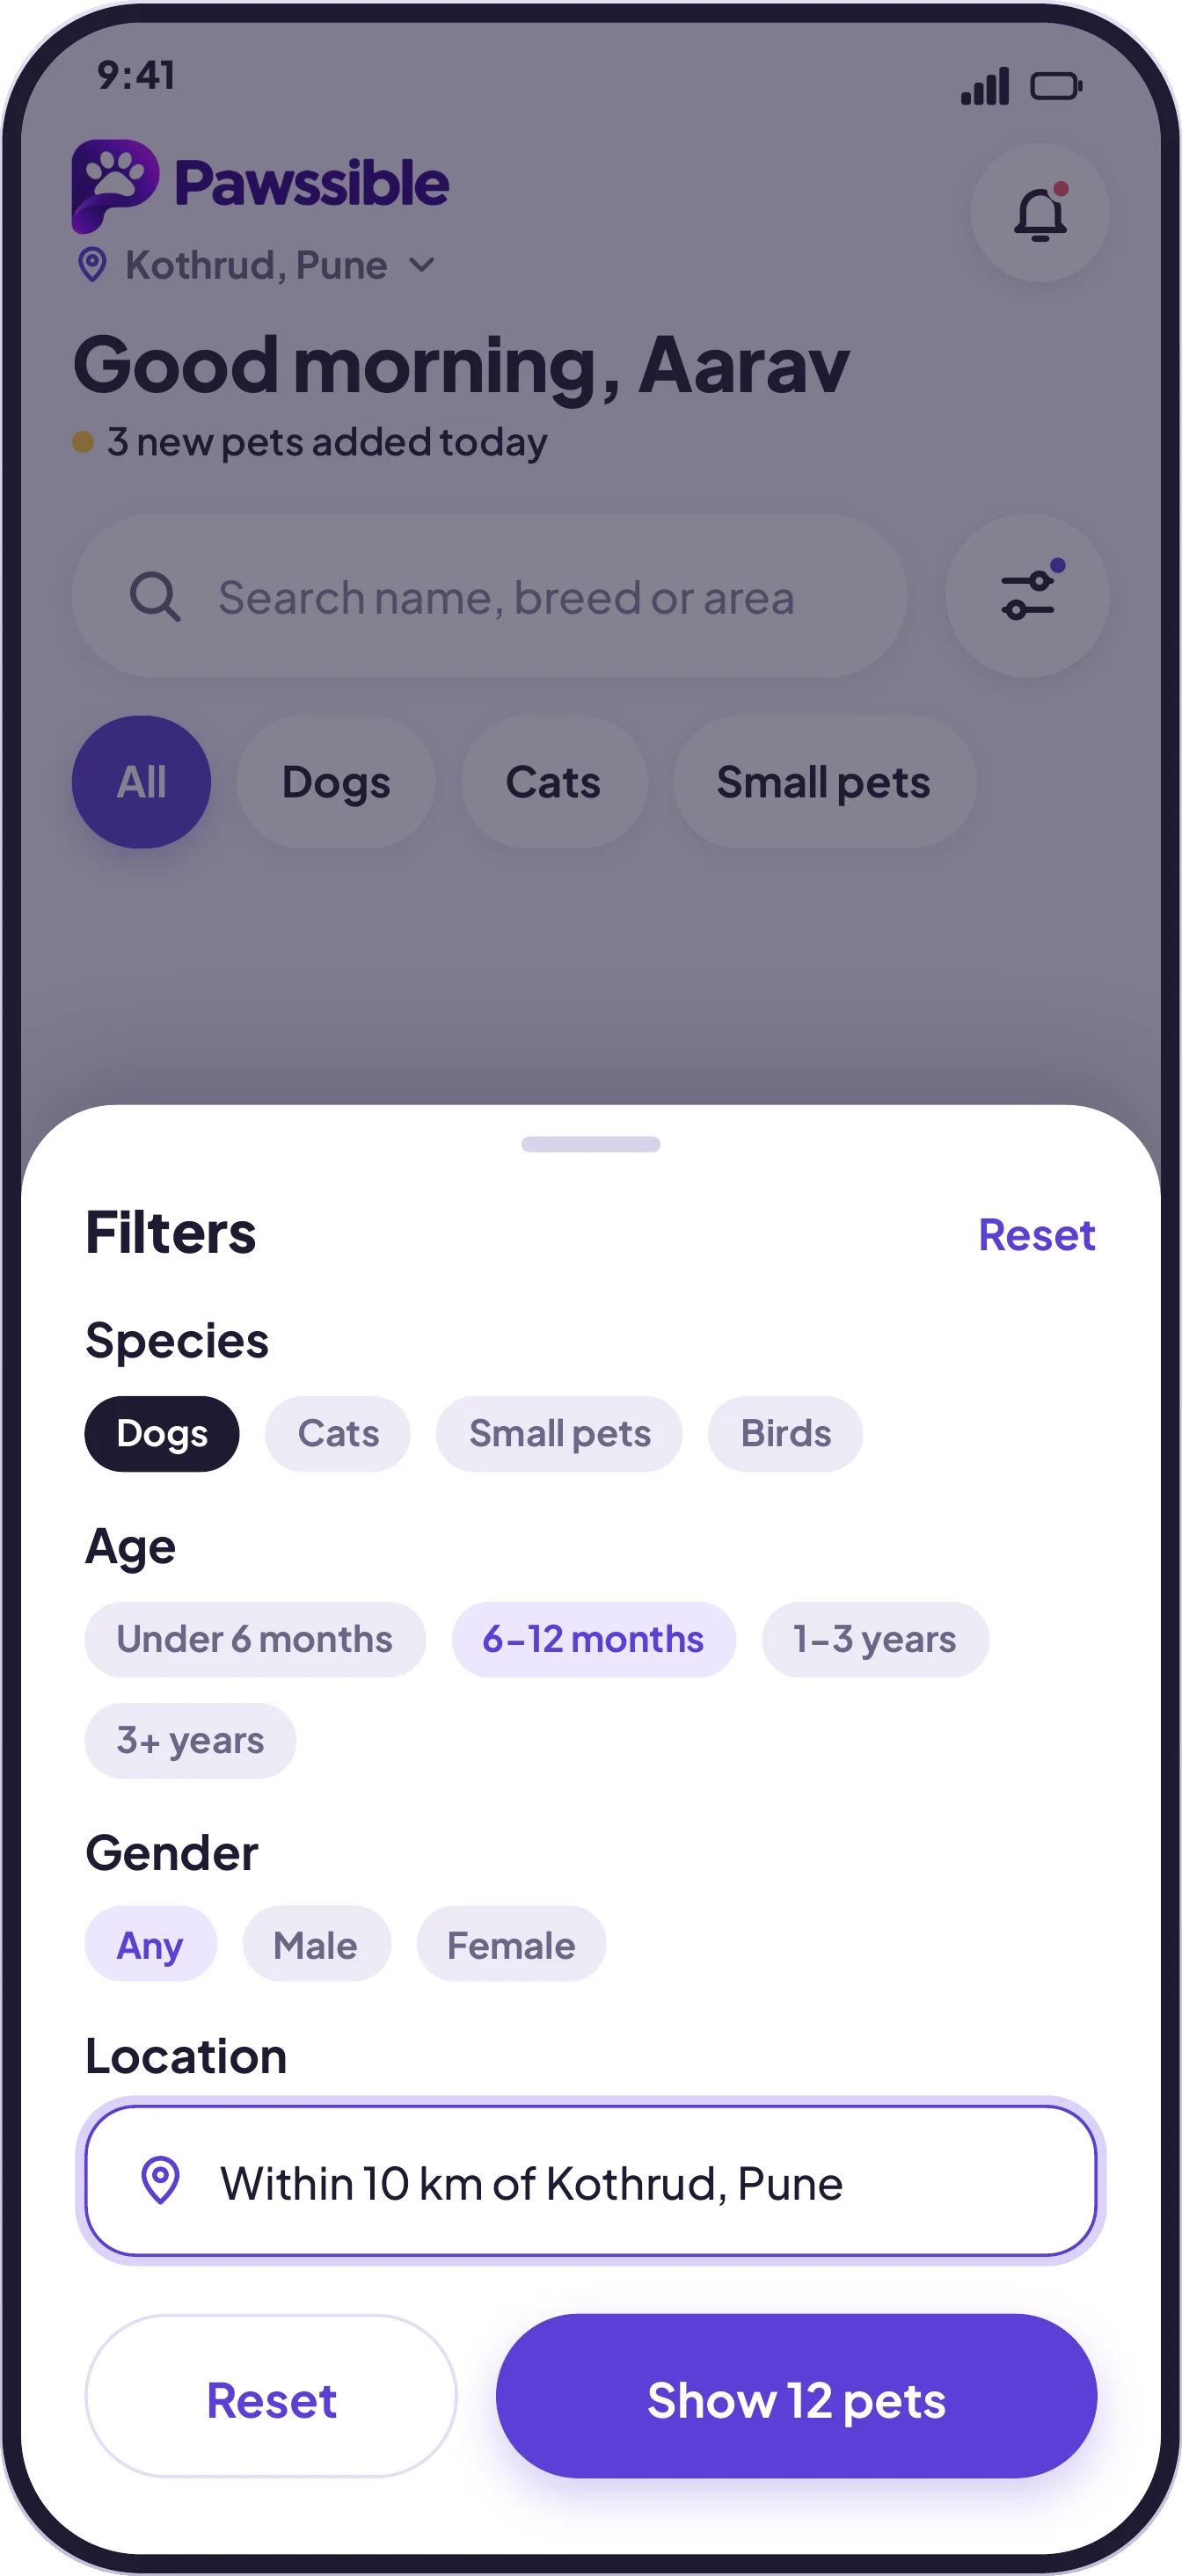 9:41
Pawssible
Kothrud, Pune
Good morning, Aarav
3 new pets added today
Search name, breed or area
All Dogs Cats Small pets
Filters Reset
Species
Dogs Cats Small pets Birds
Age
Under 6 months 6–12 months 1–3 years
3+ years
Gender
Any Male Female
Location
Within 10 km of Kothrud, Pune
Reset Show 12 pets